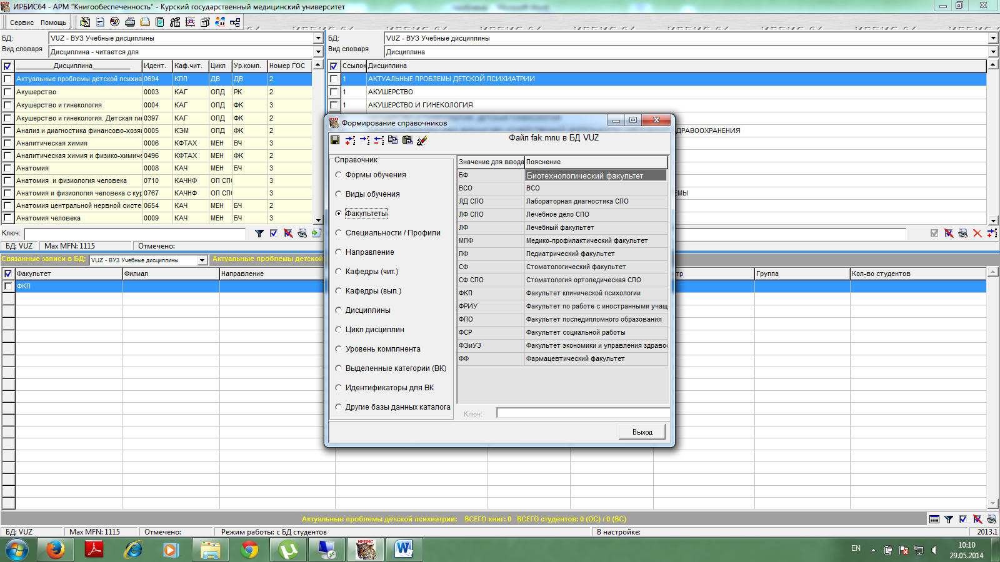 ИРБИС64 - АРМ "Книгообеспеченность" - Курский государственный медицинский университет
Сервис Помощь
БД: VUZ - ВУЗ Учебные дисциплины
Вид словаря Дисциплина - читается для
Дисциплина Идент. Каф.чит. Цикл Ур.комп. Номер ГОС
Актуальные проблемы детской психиа 0694 КПП ДВ ДВ 2
Акушерство 0003 КАГ ОПД РК 2
Акушерство и гинекология 0004 КАГ ОПД ФК 3
Акушерство и гинекология. Детская ги 0397 КАГ ОПД ФК 2
Анализ и диагностика финансово-хозя 0005 КЭМ ОПД ФК 2
Аналитическая химия 0006 КФТАХ МЕН ВЧ 3
Аналитическая химия и физико-химиче 0496 КФТАХ МЕН ФК 2
Анатомия 0008 КАЧ МЕН БЧ 3
Анатомия и физиология человека 0710 КАЧНФ ОП СПО 3
Анатомия и физиология человека с кур 0767 КАЧНФ ОП СПО 3
Анатомия центральной нервной систе 0654 КАЧ МЕН БЧ 2
Анатомия человека 0009 КАЧ МЕН БЧ 3
Ключ:
БД: VUZ Max MFN: 1115 Отмечено:
БД: VUZ - ВУЗ Учебные дисциплины
Вид словаря Дисциплина
Ссылок Дисциплина
1 АКТУАЛЬНЫЕ ПРОБЛЕМЫ ДЕТСКОЙ ПСИХИАТРИИ
1 АКУШЕРСТВО
1 АКУШЕРСТВО И ГИНЕКОЛОГИЯ
ДРАВООХРАНЕНИЯ
ЕМЫ
Формирование справочников
Файл fak.mnu в БД VUZ
Справочник
Формы обучения
Виды обучения
Факультеты
Специальности / Профили
Направление
Кафедры (чит.)
Кафедры (вып.)
Дисциплины
Цикл дисциплин
Уровень комплнента
Выделенные категории (ВК)
Идентификаторы для ВК
Другие базы данных каталога
Значение для ввода Пояснение
БФ Биотехнологический факультет
ВСО ВСО
ЛД СПО Лабораторная диагностика СПО
ЛФ СПО Лечебное дело СПО
ЛФ Лечебный факультет
МПФ Медико-профилактический факультет
ПФ Педиатрический факультет
СФ Стоматологический факультет
СФ СПО Стоматология ортопедическая СПО
ФКП Факультет клинической психологии
ФРИУ Факультет по работе с иностранными учащ
ФПО Факультет последипломного образования
ФСР Факультет социальной работы
ФЭиУЗ Факультет экономики и управления здраво
ФФ Фармацевтический факультет
Ключ:
Выход
Связанные записи в БД: VUZ - ВУЗ Учебные дисциплины Актуальные проблемы детской
Факультет Филиал Направление тр Группа Кол-во студентов
ФКП
Актуальные проблемы детской психиатрии: ВСЕГО книг: 0 ВСЕГО студентов: 0 (ОС) / 0 (ВС)
БД: VUZ Max MFN: 1115 Отмечено: Режим работы: с БД студентов В настройке: 2013.1
EN 10:10
29.05.2014